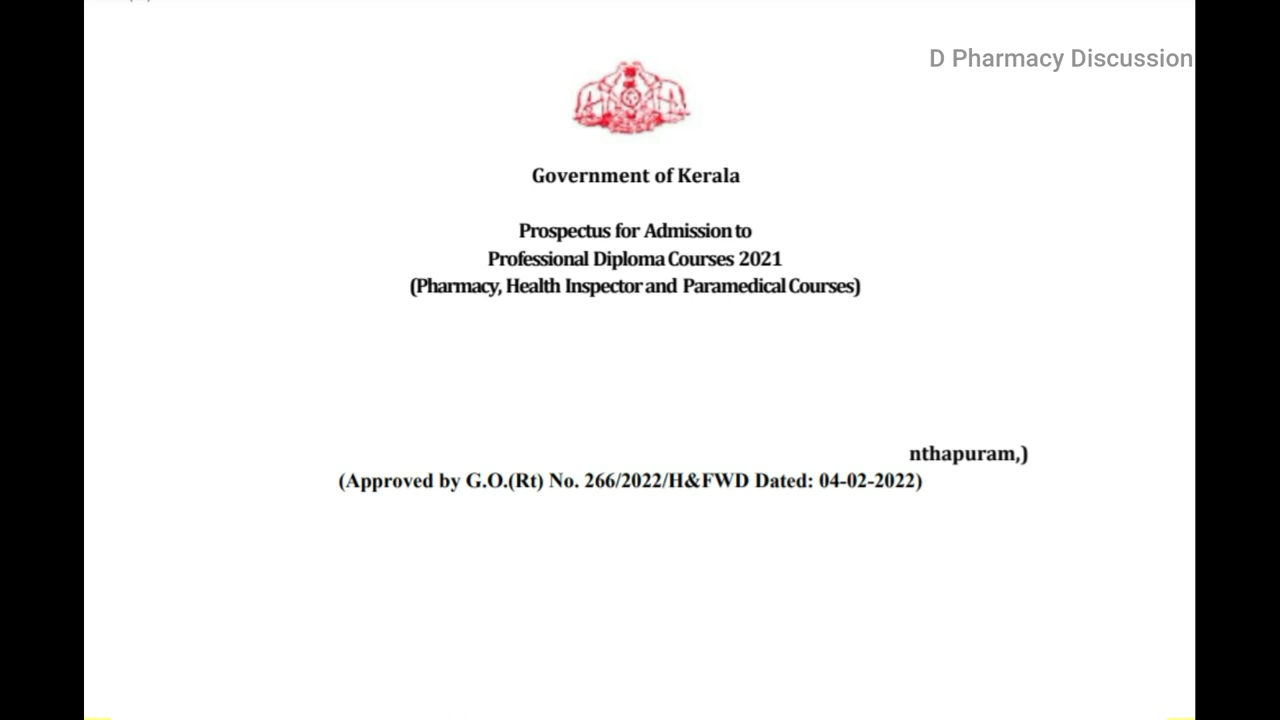 D Pharmacy Discussion
Government of Kerala
Prospectus for Admission to
Professional Diploma Courses 2021
(Pharmacy, Health Inspector and Paramedical Courses)
nthapuram,)
(Approved by G.O.(Rt) No. 266/2022/H&FWD Dated: 04-02-2022)